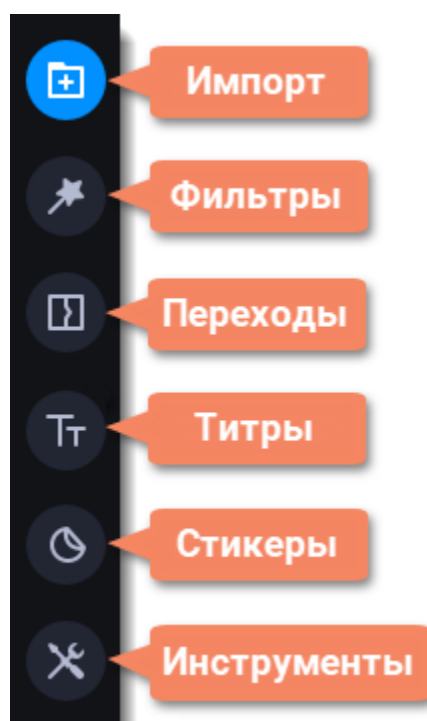 Импорт
Фильтры
Переходы
Титры
Стикеры
Инструменты